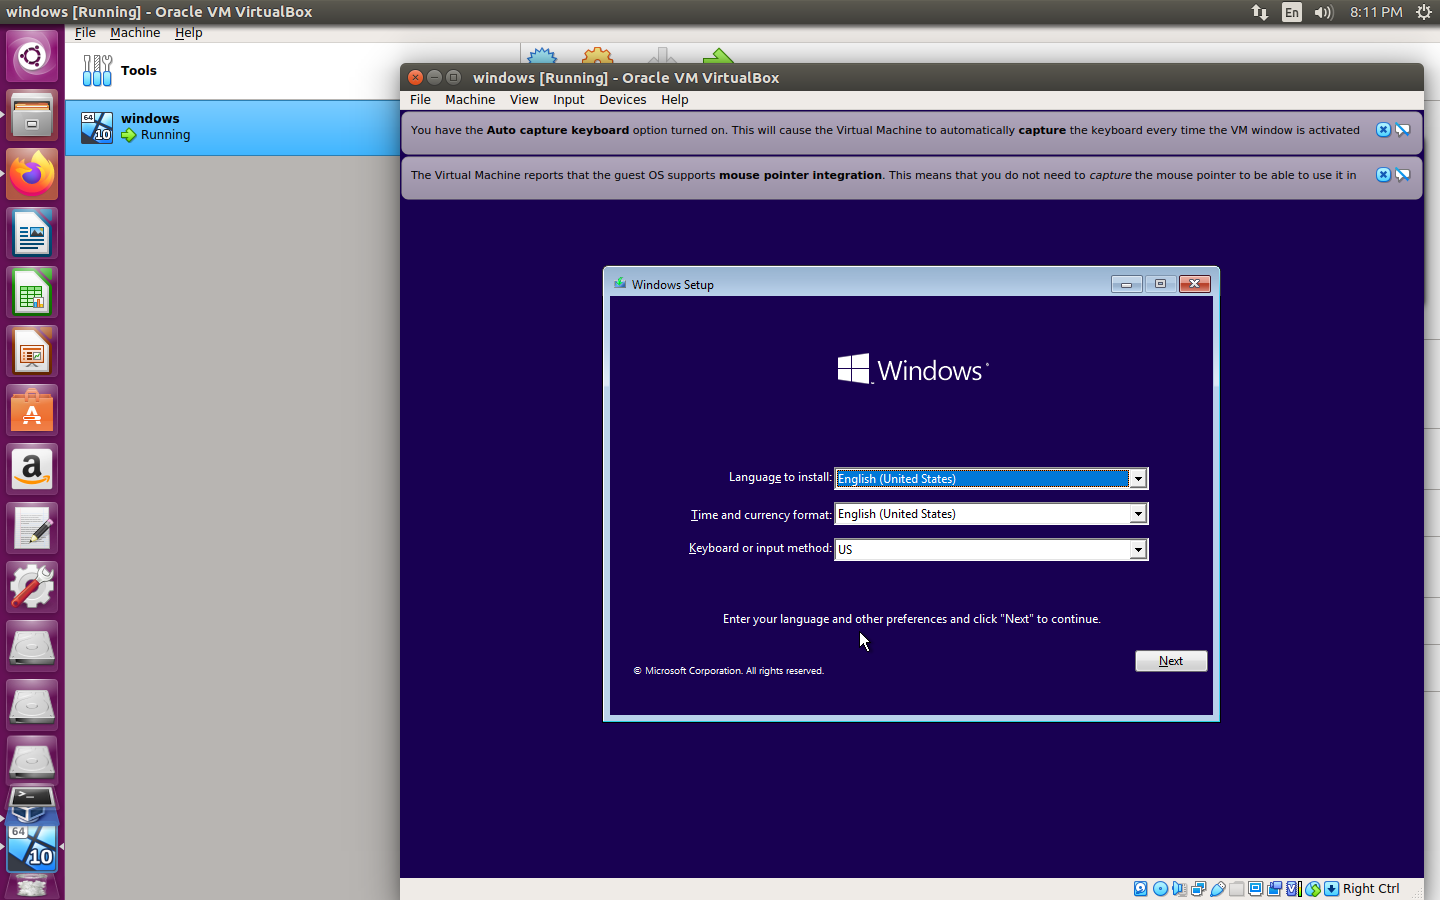 windows [Running] - Oracle VM VirtualBox
En
8:11 PM
File Machine Help
Tools
windows
Running
64
10
windows [Running] - Oracle VM VirtualBox
File Machine View Input Devices Help
You have the Auto capture keyboard option turned on. This will cause the Virtual Machine to automatically capture the keyboard every time the VM window is activated
The Virtual Machine reports that the guest OS supports mouse pointer integration. This means that you do not need to capture the mouse pointer to be able to use it in
Windows Setup
Windows
Language to install: English (United States)
Time and currency format: English (United States)
Keyboard or input method: US
Enter your language and other preferences and click "Next" to continue.
© Microsoft Corporation. All rights reserved.
Next
64
10
Right Ctrl